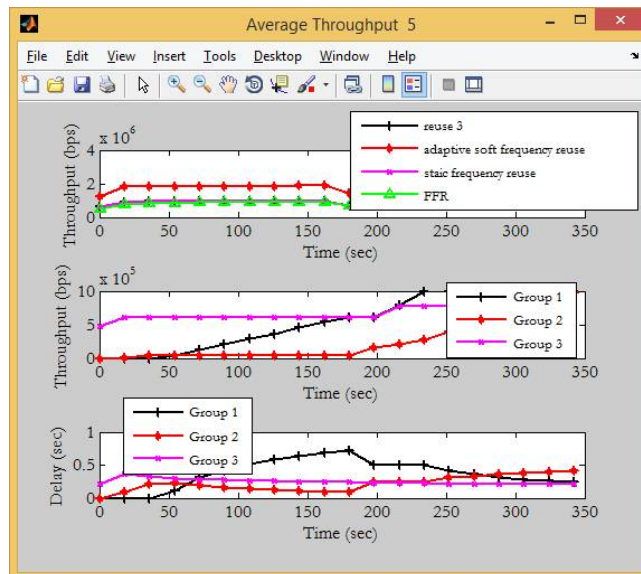 Average Throughput 5
File Edit View Insert Tools Desktop Window Help
x 10^6
Throughput (bps)
4
2
0
0 50 100 150 200 250 300 350
Time (sec)
reuse 3
adaptive soft frequency reuse
staic frequency reuse
FFR
x 10^5
Throughput (bps)
10
5
0
0 50 100 150 200 250 300 350
Time (sec)
Group 1
Group 2
Group 3
Delay (sec)
1
0.5
0
0 50 100 150 200 250 300 350
Time (sec)
Group 1
Group 2
Group 3